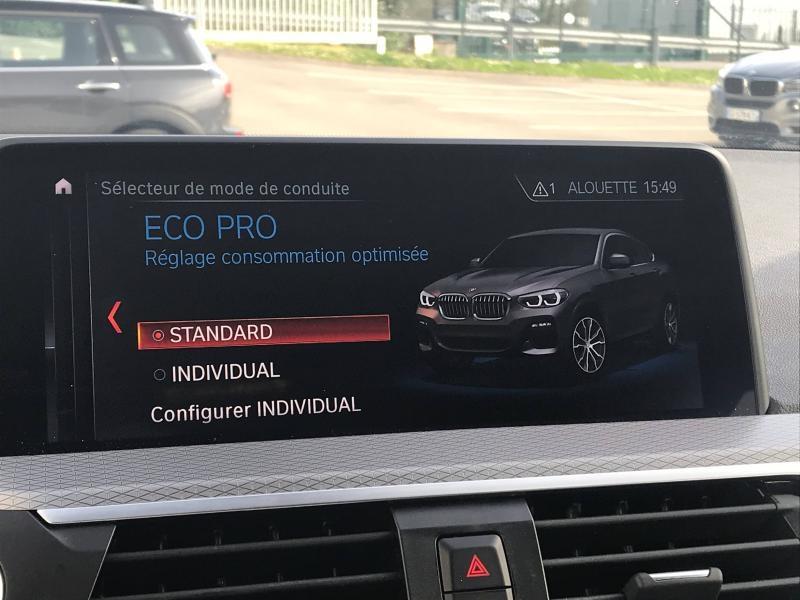 Sélecteur de mode de conduite
1 ALOUETTE 15:49
ECO PRO
Réglage consommation optimisée
STANDARD
INDIVIDUAL
Configurer INDIVIDUAL